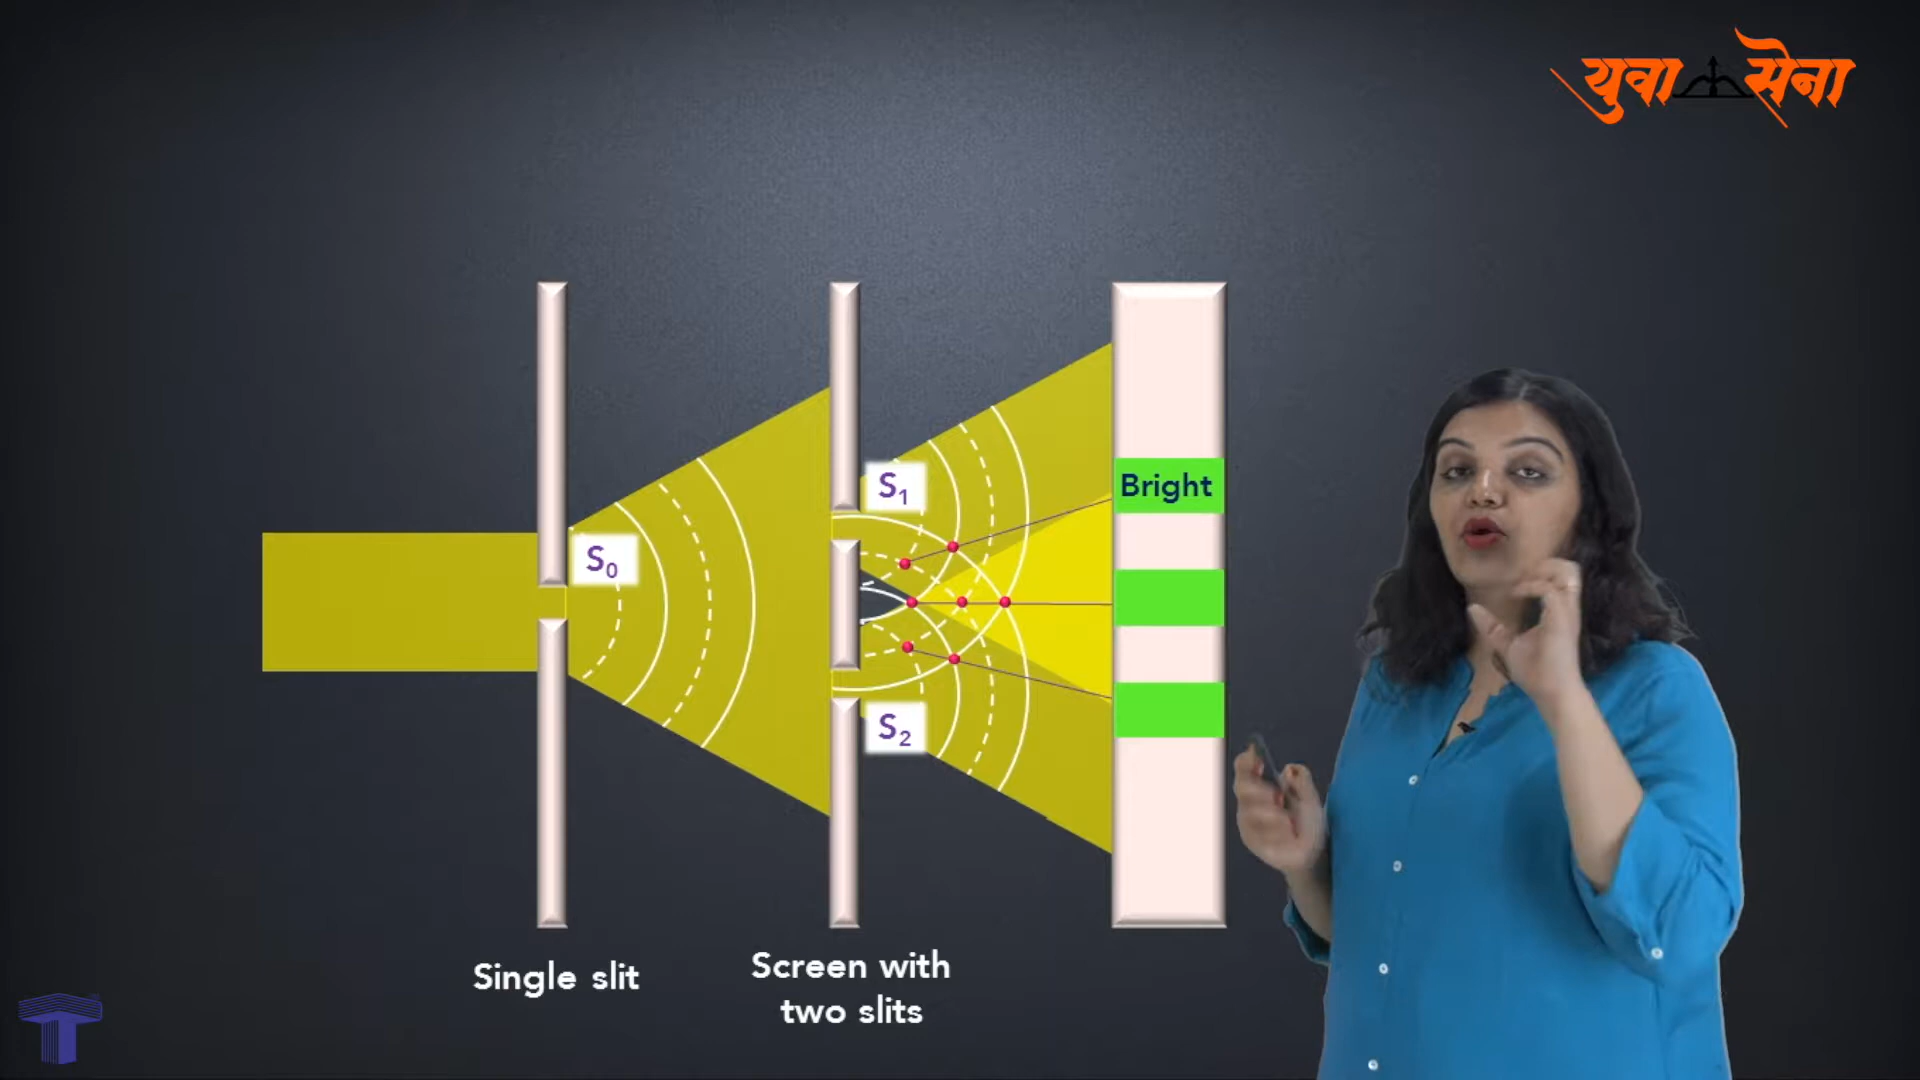 युवा सेना
Bright
S₁
S₀
S₂
Single slit
Screen with
two slits
T